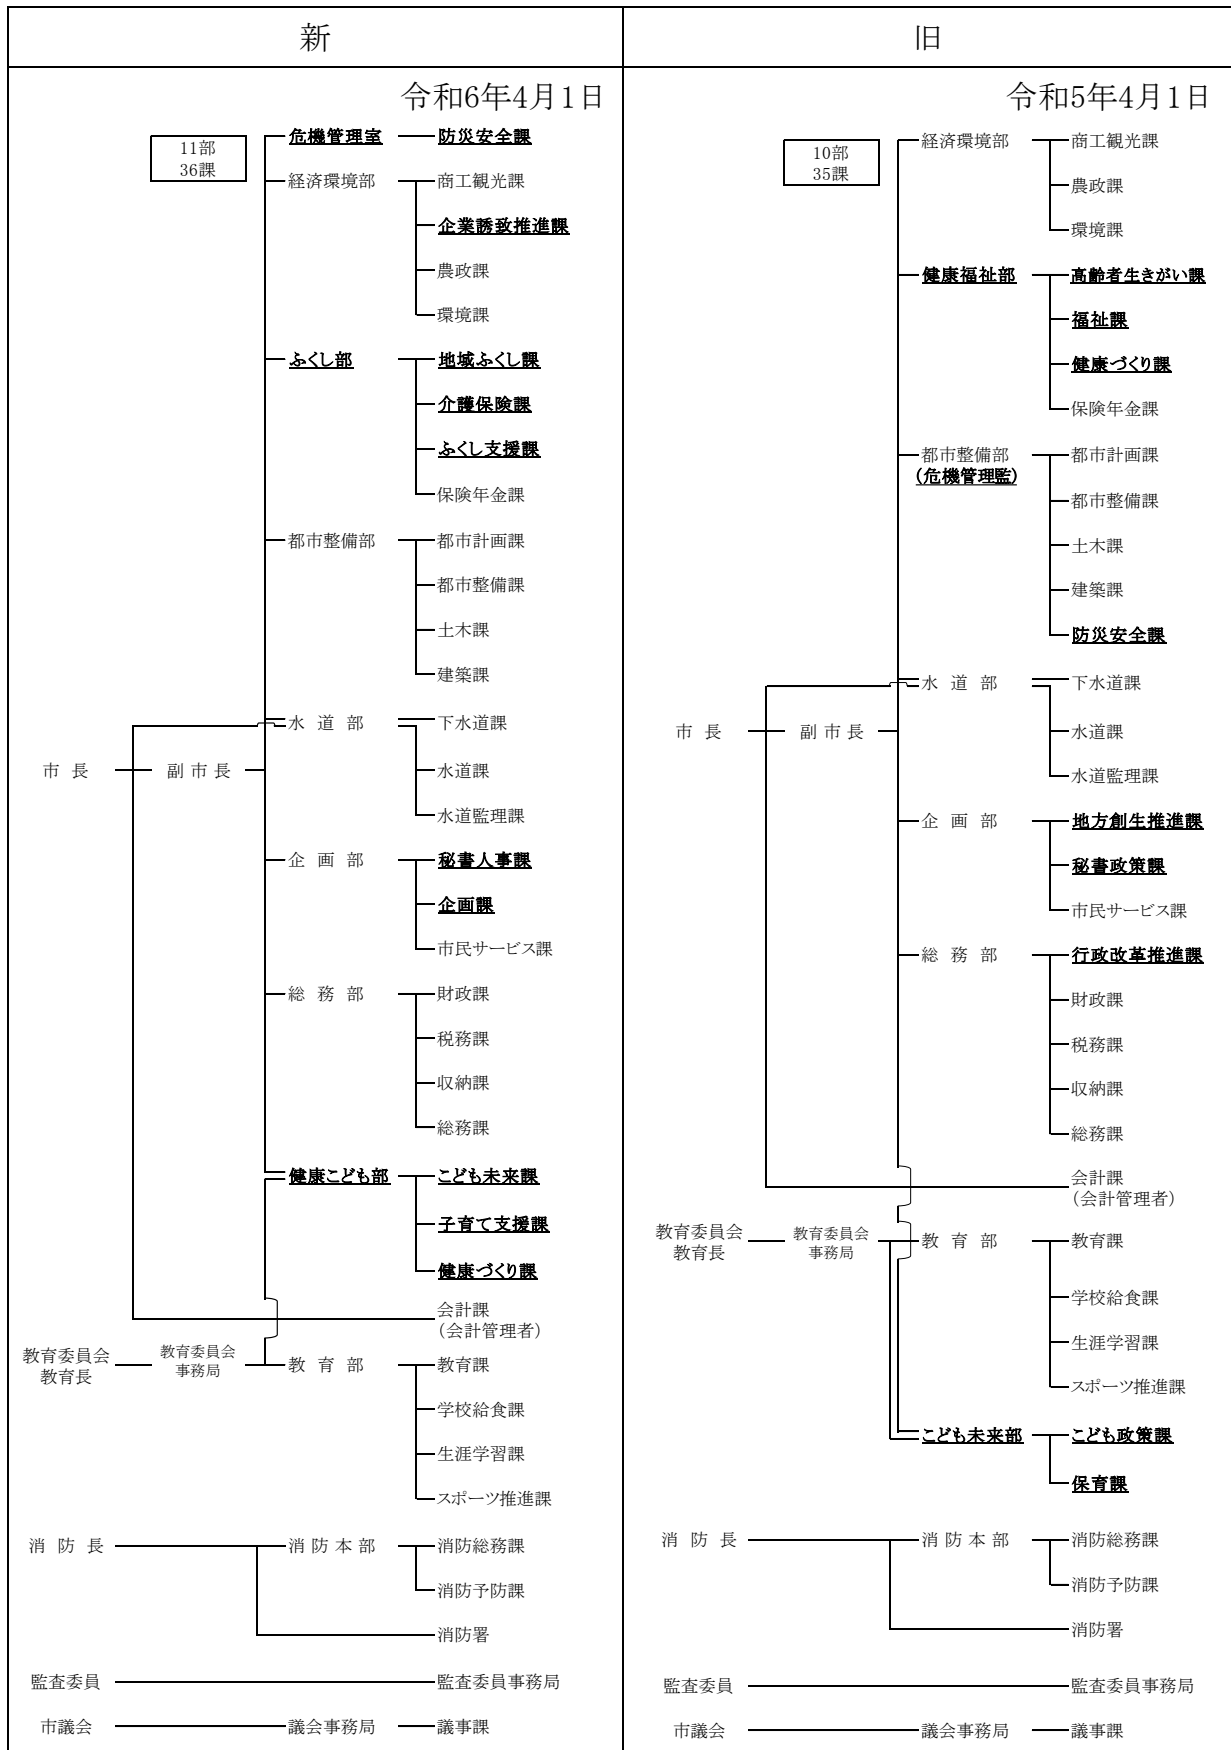 新
令和6年4月1日
11部
36課
危機管理室
防災安全課
経済環境部
商工観光課
企業誘致推進課
農政課
環境課
ふくし部
地域ふくし課
介護保険課
ふくし支援課
保険年金課
都市整備部
都市計画課
都市整備課
土木課
建築課
水道部
下水道課
市長
副市長
水道課
水道監理課
企画部
秘書人事課
企画課
市民サービス課
総務部
財政課
税務課
収納課
総務課
健康こども部
こども未来課
子育て支援課
健康づくり課
会計課
(会計管理者)
教育委員会
教育長
教育委員会
事務局
教育部
教育課
学校給食課
生涯学習課
スポーツ推進課
消防長
消防本部
消防総務課
消防予防課
消防署
監査委員
監査委員事務局
市議会
議会事務局
議事課
旧
令和5年4月1日
10部
35課
経済環境部
商工観光課
農政課
環境課
健康福祉部
高齢者生きがい課
福祉課
健康づくり課
保険年金課
都市整備部
(危機管理監)
都市計画課
都市整備課
土木課
建築課
防災安全課
水道部
下水道課
市長
副市長
水道課
水道監理課
企画部
地方創生推進課
秘書政策課
市民サービス課
総務部
行政改革推進課
財政課
税務課
収納課
総務課
会計課
(会計管理者)
教育委員会
教育長
教育委員会
事務局
教育部
教育課
学校給食課
生涯学習課
スポーツ推進課
こども未来部
こども政策課
保育課
消防長
消防本部
消防総務課
消防予防課
消防署
監査委員
監査委員事務局
市議会
議会事務局
議事課